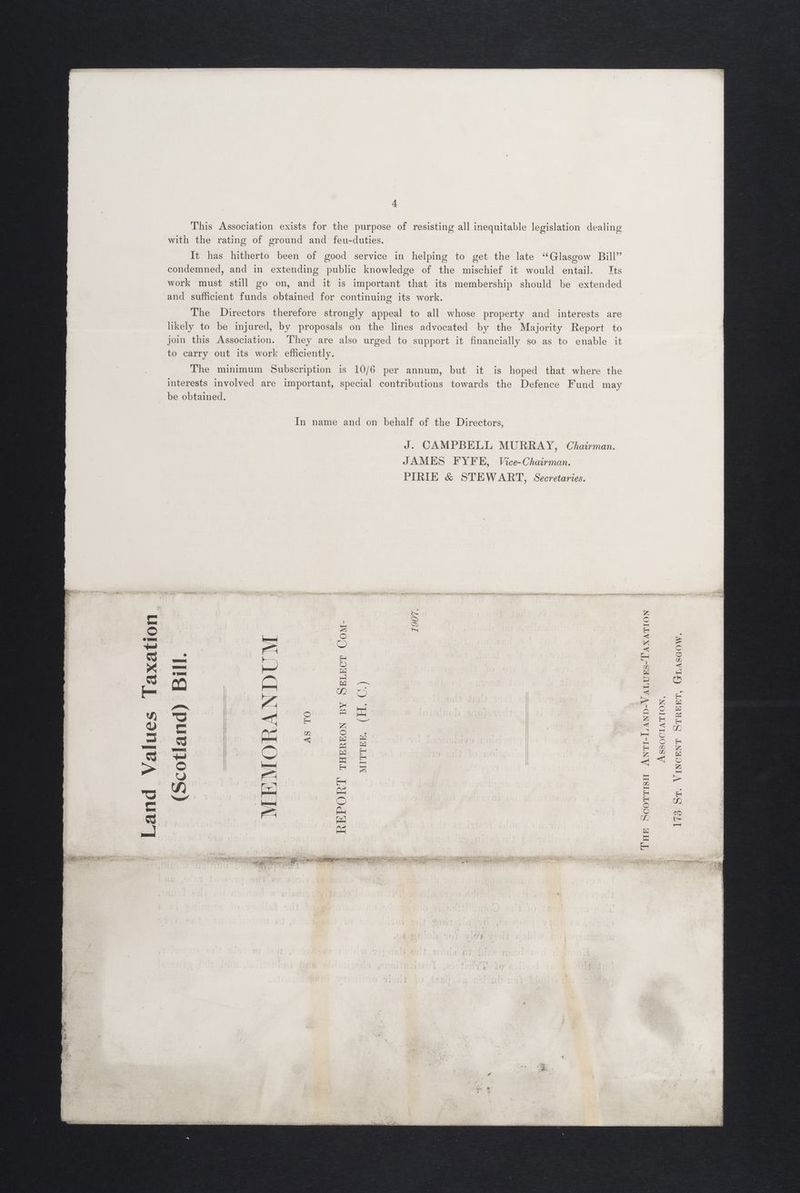 4
This Association exists for the purpose of resisting all inequitable legislation dealing
with the rating of ground and feu-duties.
It has hitherto been of good service in helping to get the late “Glasgow Bill”
condemned, and in extending public knowledge of the mischief it would entail. Its
work must still go on, and it is important that its membership should be extended
and sufficient funds obtained for continuing its work.
The Directors therefore strongly appeal to all whose property and interests are
likely to be injured, by proposals on the lines advocated by the Majority Report to
join this Association. They are also urged to support it financially so as to enable it
to carry out its work efficiently.
The minimum Subscription is 10/6 per annum, but it is hoped that where the
interests involved are important, special contributions towards the Defence Fund may
be obtained.
In name and on behalf of the Directors,
J. CAMPBELL MURRAY, Chairman.
JAMES FYFE, Vice-Chairman.
PIRIE & STEWART, Secretaries.
Land Values Taxation
(Scotland) Bill.
MEMORANDUM
AS TO
REPORT THEREON BY SELECT COM-
MITTEE. (H. C.)
1907.
THE SCOTTISH ANTI-LAND-VALUES-TAXATION
ASSOCIATION,
173 ST. VINCENT STREET, GLASGOW.